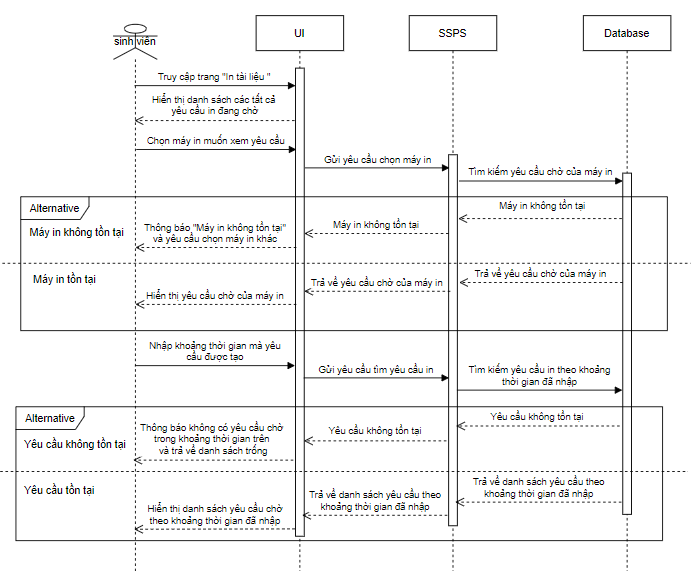 sinh viên
UI
SSPS
Database
Truy cập trang "In tài liệu "
Hiển thị danh sách các tất cả
yêu cầu in đang chờ
Chọn máy in muốn xem yêu cầu
Gửi yêu cầu chọn máy in
Tìm kiếm yêu cầu chờ của máy in
Alternative
Máy in không tồn tại
Máy in không tồn tại
Thông báo "Máy in không tồn tại"
và yêu cầu chọn máy in khác
Máy in không tồn tại
Máy in tồn tại
Trả về yêu cầu chờ của máy in
Trả về yêu cầu chờ của máy in
Hiển thị yêu cầu chờ của máy in
Nhập khoảng thời gian mà yêu
cầu được tạo
Gửi yêu cầu tìm yêu cầu in
Tìm kiếm yêu cầu in theo khoảng
thời gian đã nhập
Alternative
Yêu cầu không tồn tại
Yêu cầu không tồn tại
Thông báo không có yêu cầu chờ
trong khoảng thời gian trên
và trả về danh sách trống
Yêu cầu không tồn tại
Yêu cầu tồn tại
Trả về danh sách yêu cầu theo
khoảng thời gian đã nhập
Trả về danh sách yêu cầu theo
khoảng thời gian đã nhập
Hiển thị danh sách yêu cầu chờ
theo khoảng thời gian đã nhập